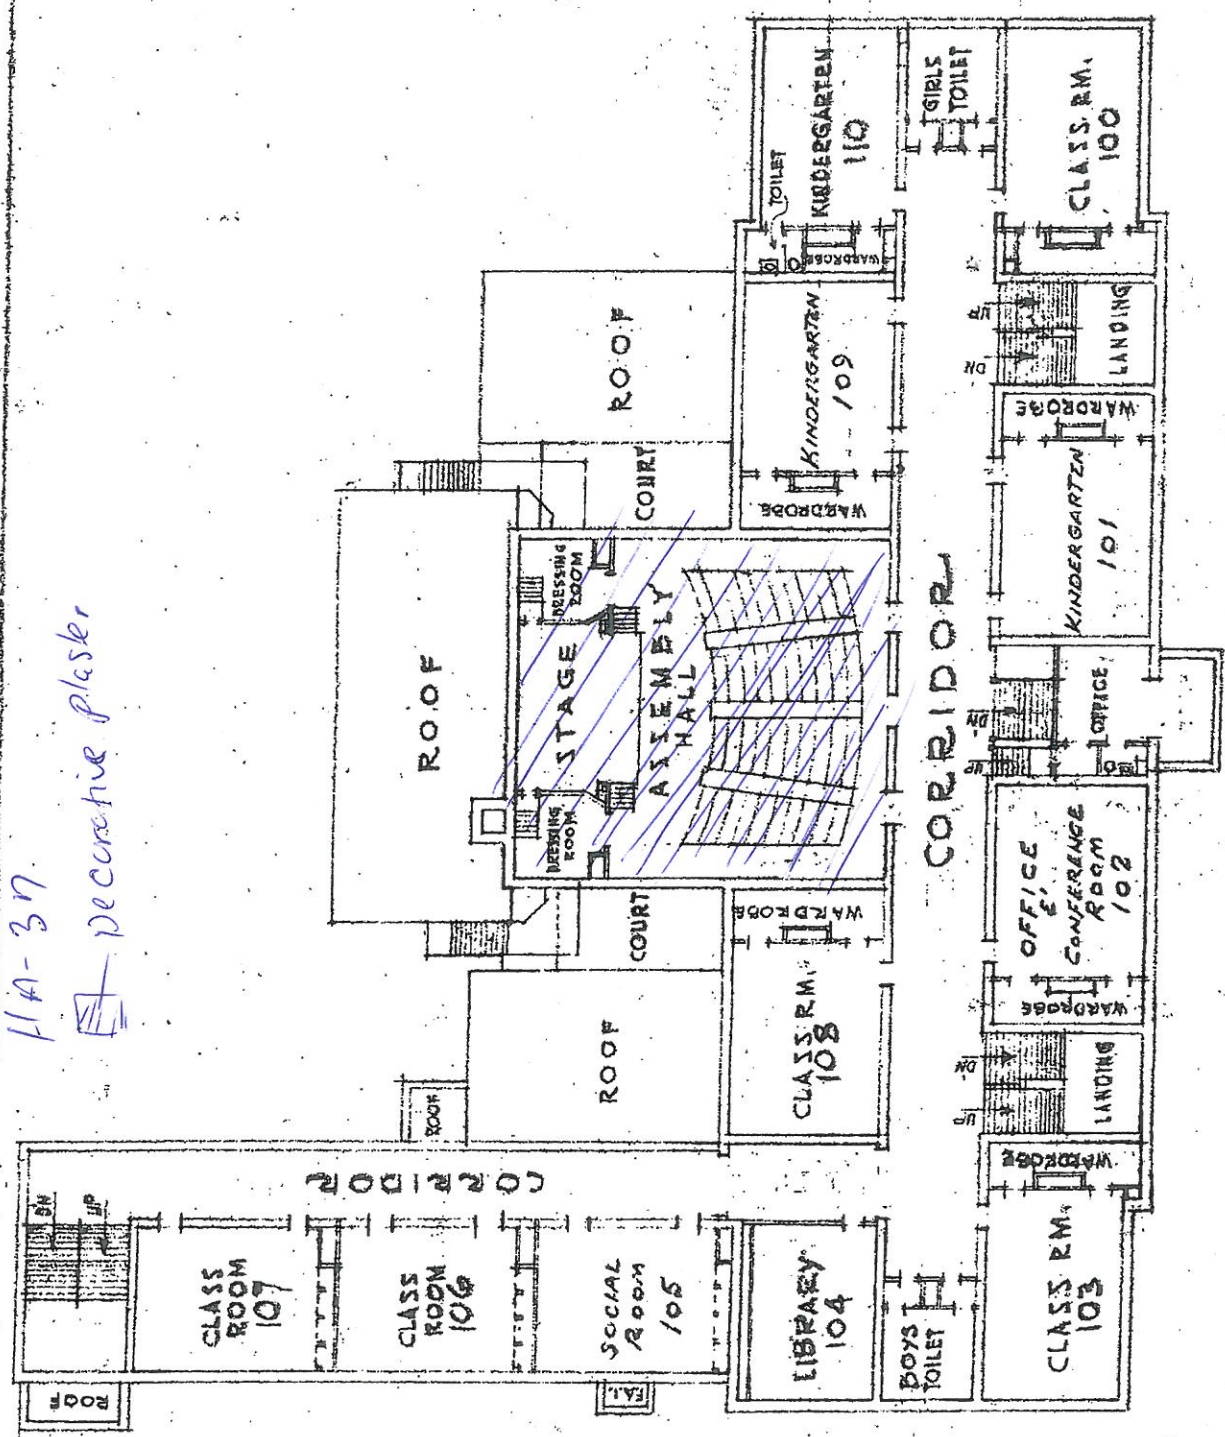 HA-3n
Decorative plaster
ROOF
ROOF
COURT
DRESSING
ROOM
STAGE
DRESSING
ROOM
ASSEMBLY
HALL
COURT
ROOF
ROOF
KINDERGARTEN
110
TOILET
WARDROBE
GIRLS
TOILET
CLASS RM.
100
KINDERGARTEN
109
WARDROBE
UP
DN
LANDING
WARDROBE
KINDERGARTEN
101
CORRIDOR
DN
UP
OFFICE
OFFICE
&
CONFERENCE
ROOM
102
WARDROBE
WARDROBE
CLASS RM.
108
DN
UP
LANDING
WARDROBE
CLASS RM.
103
CORRIDOR
DN
UP
CLASS
ROOM
107
CLASS
ROOM
106
SOCIAL
ROOM
105
LIBRARY
104
BOYS
TOILET
ROOF
F.A.I.